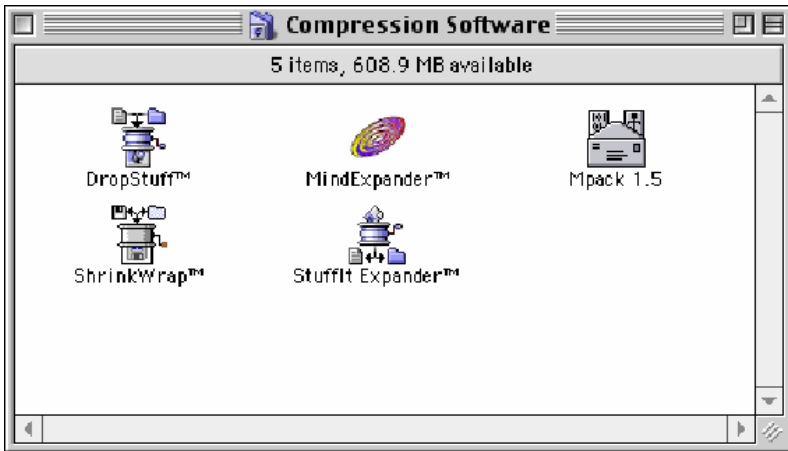 Compression Software
5 items, 608.9 MB available
DropStuff™ MindExpander™ Mpack 1.5
ShrinkWrap™ StuffIt Expander™